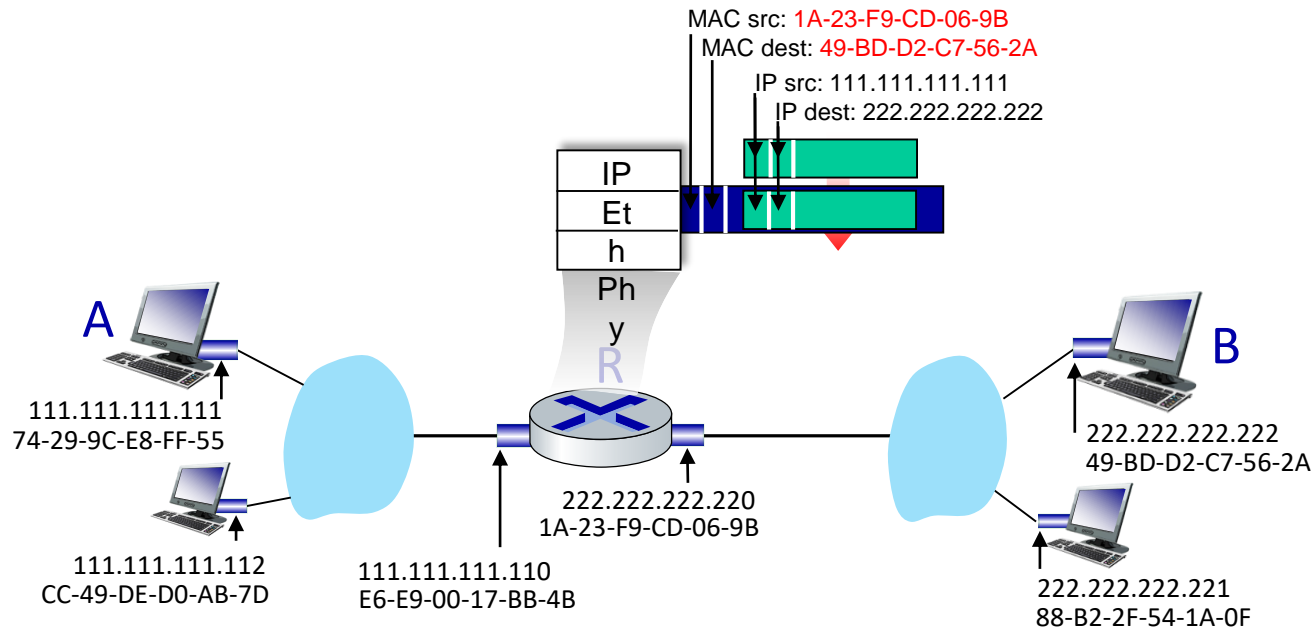 MAC src: 1A-23-F9-CD-06-9B
MAC dest: 49-BD-D2-C7-56-2A
IP src: 111.111.111.111
IP dest: 222.222.222.222
IP
Et
h
Ph
y
R
A
B
111.111.111.111
74-29-9C-E8-FF-55
222.222.222.222
49-BD-D2-C7-56-2A
222.222.222.220
1A-23-F9-CD-06-9B
111.111.111.112
CC-49-DE-D0-AB-7D
111.111.111.110
E6-E9-00-17-BB-4B
222.222.222.221
88-B2-2F-54-1A-0F